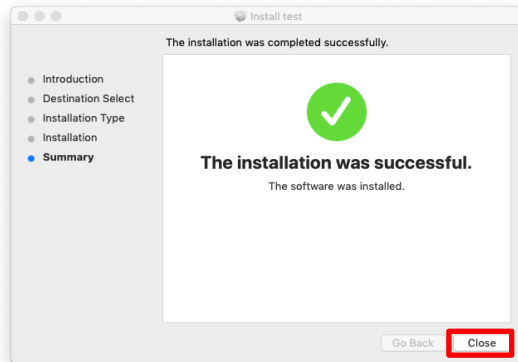 Install test
The installation was completed successfully.
Introduction
Destination Select
Installation Type
Installation
Summary
The installation was successful.
The software was installed.
Go Back
Close